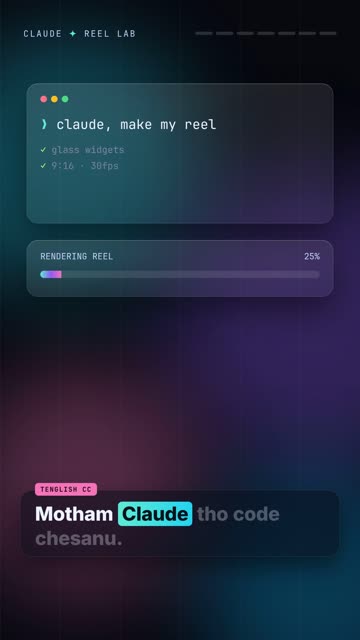 CLAUDE ✦ REEL LAB
❯ claude, make my reel
✓ glass widgets
✓ 9:16 · 30fps
RENDERING REEL 25%
TENGLISH CC
Motham Claude tho code
chesanu.